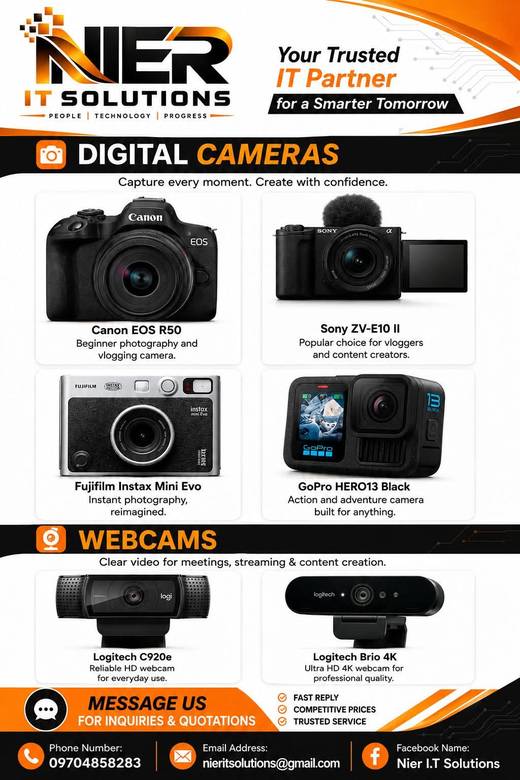 NIER
IT SOLUTIONS
PEOPLE | TECHNOLOGY | PROGRESS
Your Trusted
IT Partner
for a Smarter Tomorrow
DIGITAL CAMERAS
Capture every moment. Create with confidence.
Canon
EOS
Canon EOS R50
Beginner photography and
vlogging camera.
SONY
α
Sony ZV-E10 II
Popular choice for vloggers
and content creators.
FUJIFILM
instax
mini Evo
Fujifilm Instax Mini Evo
Instant photography,
reimagined.
13
GoPro
GoPro HERO13 Black
Action and adventure camera
built for anything.
WEBCAMS
Clear video for meetings, streaming & content creation.
logi
Logitech C920e
Reliable HD webcam
for everyday use.
logitech
Logitech Brio 4K
Ultra HD 4K webcam for
professional quality.
MESSAGE US
FOR INQUIRIES & QUOTATIONS
FAST REPLY
COMPETITIVE PRICES
TRUSTED SERVICE
Phone Number:
09704858283
Email Address:
nieritsolutions@gmail.com
Facebook Name:
Nier I.T Solutions